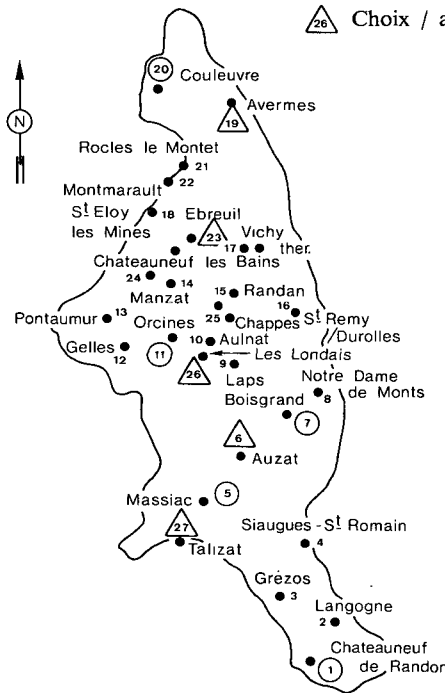 26 Choix / a
N
20
Couleuvre
Avermes
19
Rocles le Montet
21
Montmarault
22
St Eloy
les Mines
18
Ebreuil
23
Vichy
ther.
17
Chateauneuf les Bains
24
14
Manzat
15
Randan
16
St Remy
/Durolles
25
Chappes
Pontaumur
13
Orcines
10
Aulnat
Gelles
12
11
Les Londais
26
9
Laps
Notre Dame
de Monts
8
Boisgrand
7
6
Auzat
Massiac
5
27
Talizat
Siaugues-St Romain
4
Grezos
3
Langogne
2
Chateauneuf
de Randon
1